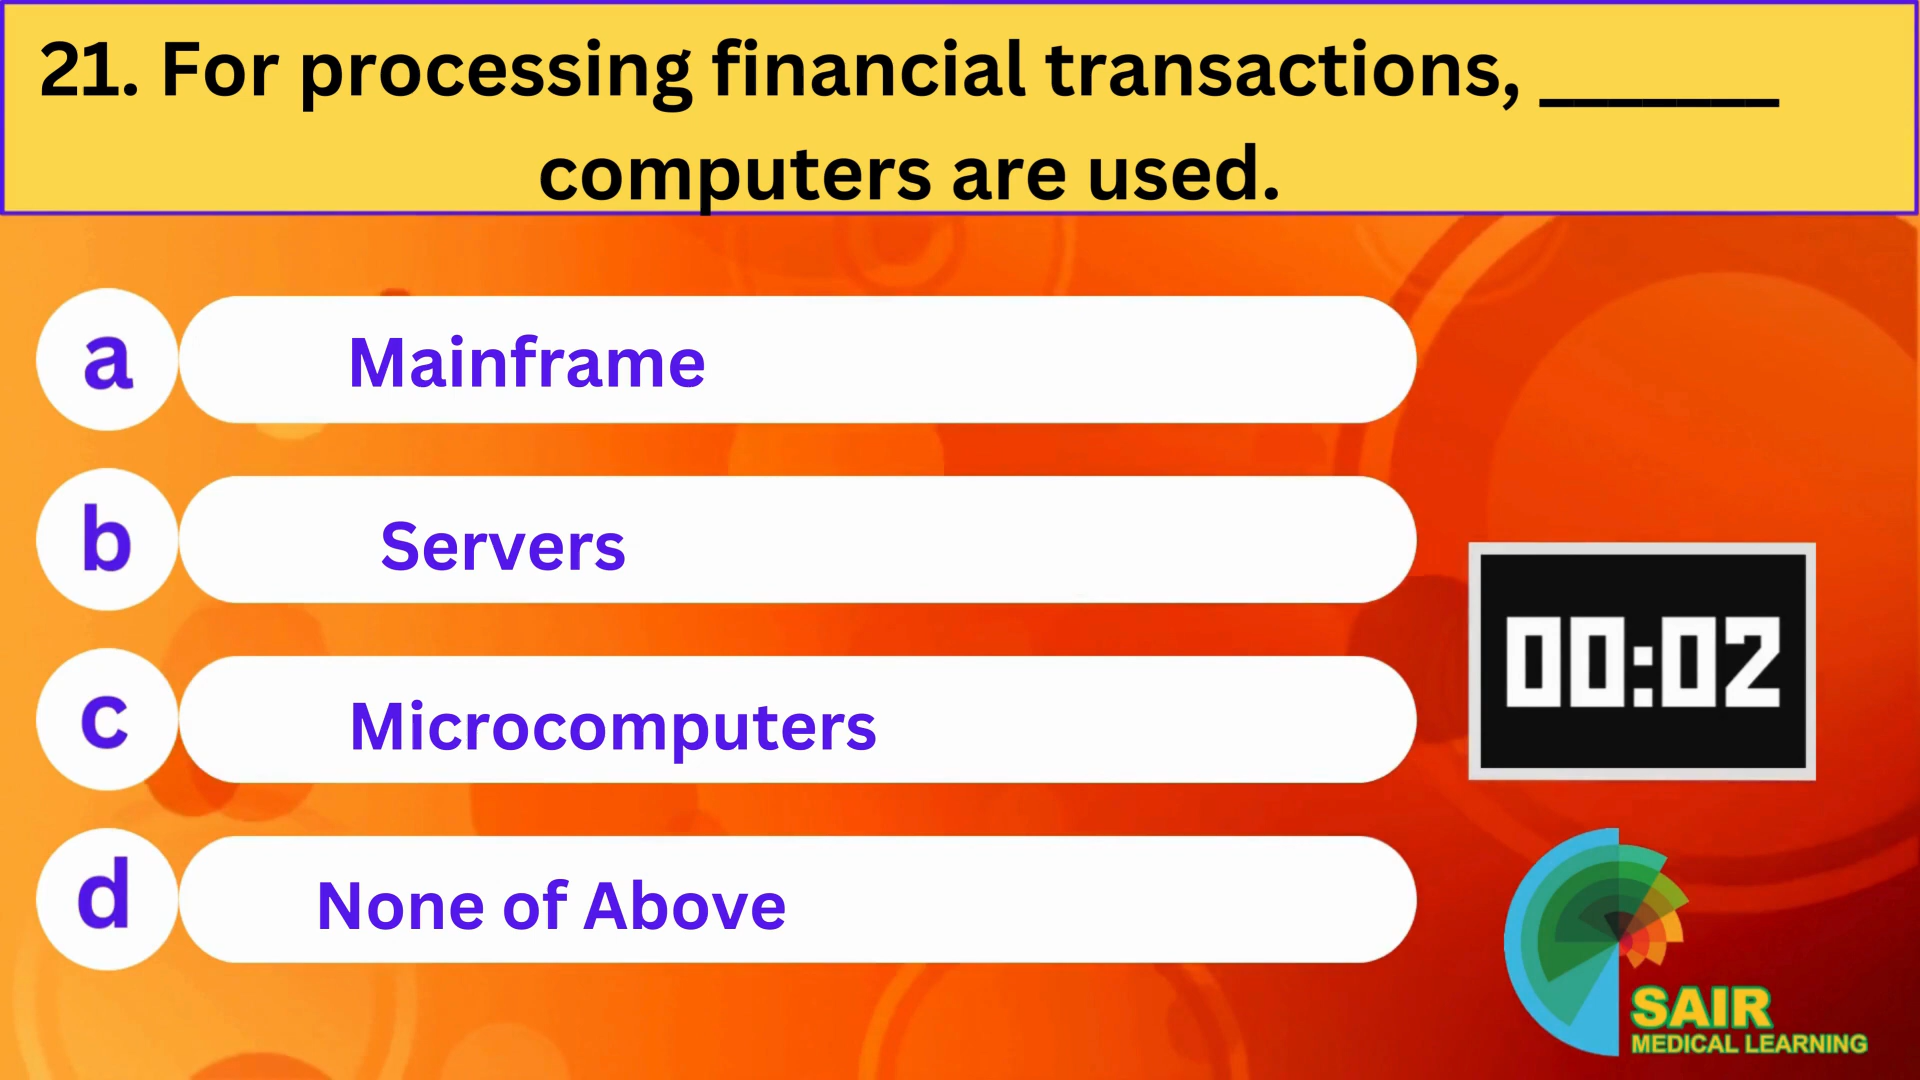 21. For processing financial transactions, _______
computers are used.
a Mainframe
b Servers
c Microcomputers
d None of Above
00:02
SAIR
MEDICAL LEARNING